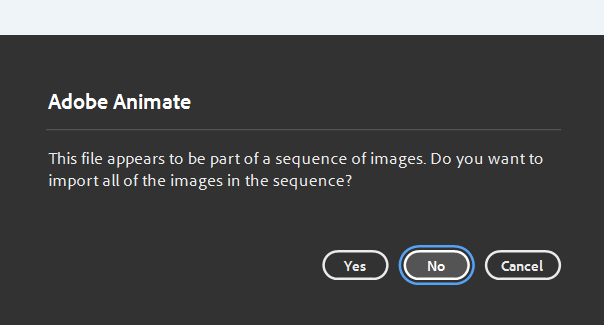 Adobe Animate
This file appears to be part of a sequence of images. Do you want to
import all of the images in the sequence?
Yes No Cancel